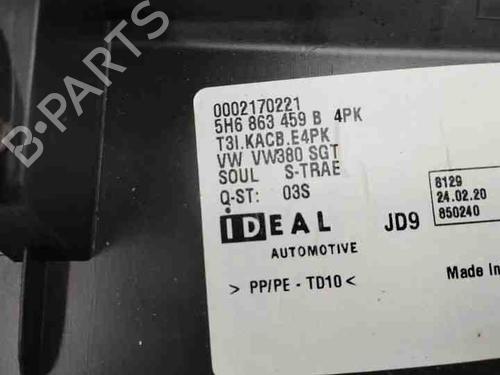 B-PARTS
0002170221
5H6 863 459 B 4PK
T3I.KACB.E4PK
VW VW380 SGT
SOUL S-TRAE
Q-ST: 03S
IDEAL
AUTOMOTIVE
JD9
8129
24.02.20
850240
> PP/PE - TD10 <
Made in